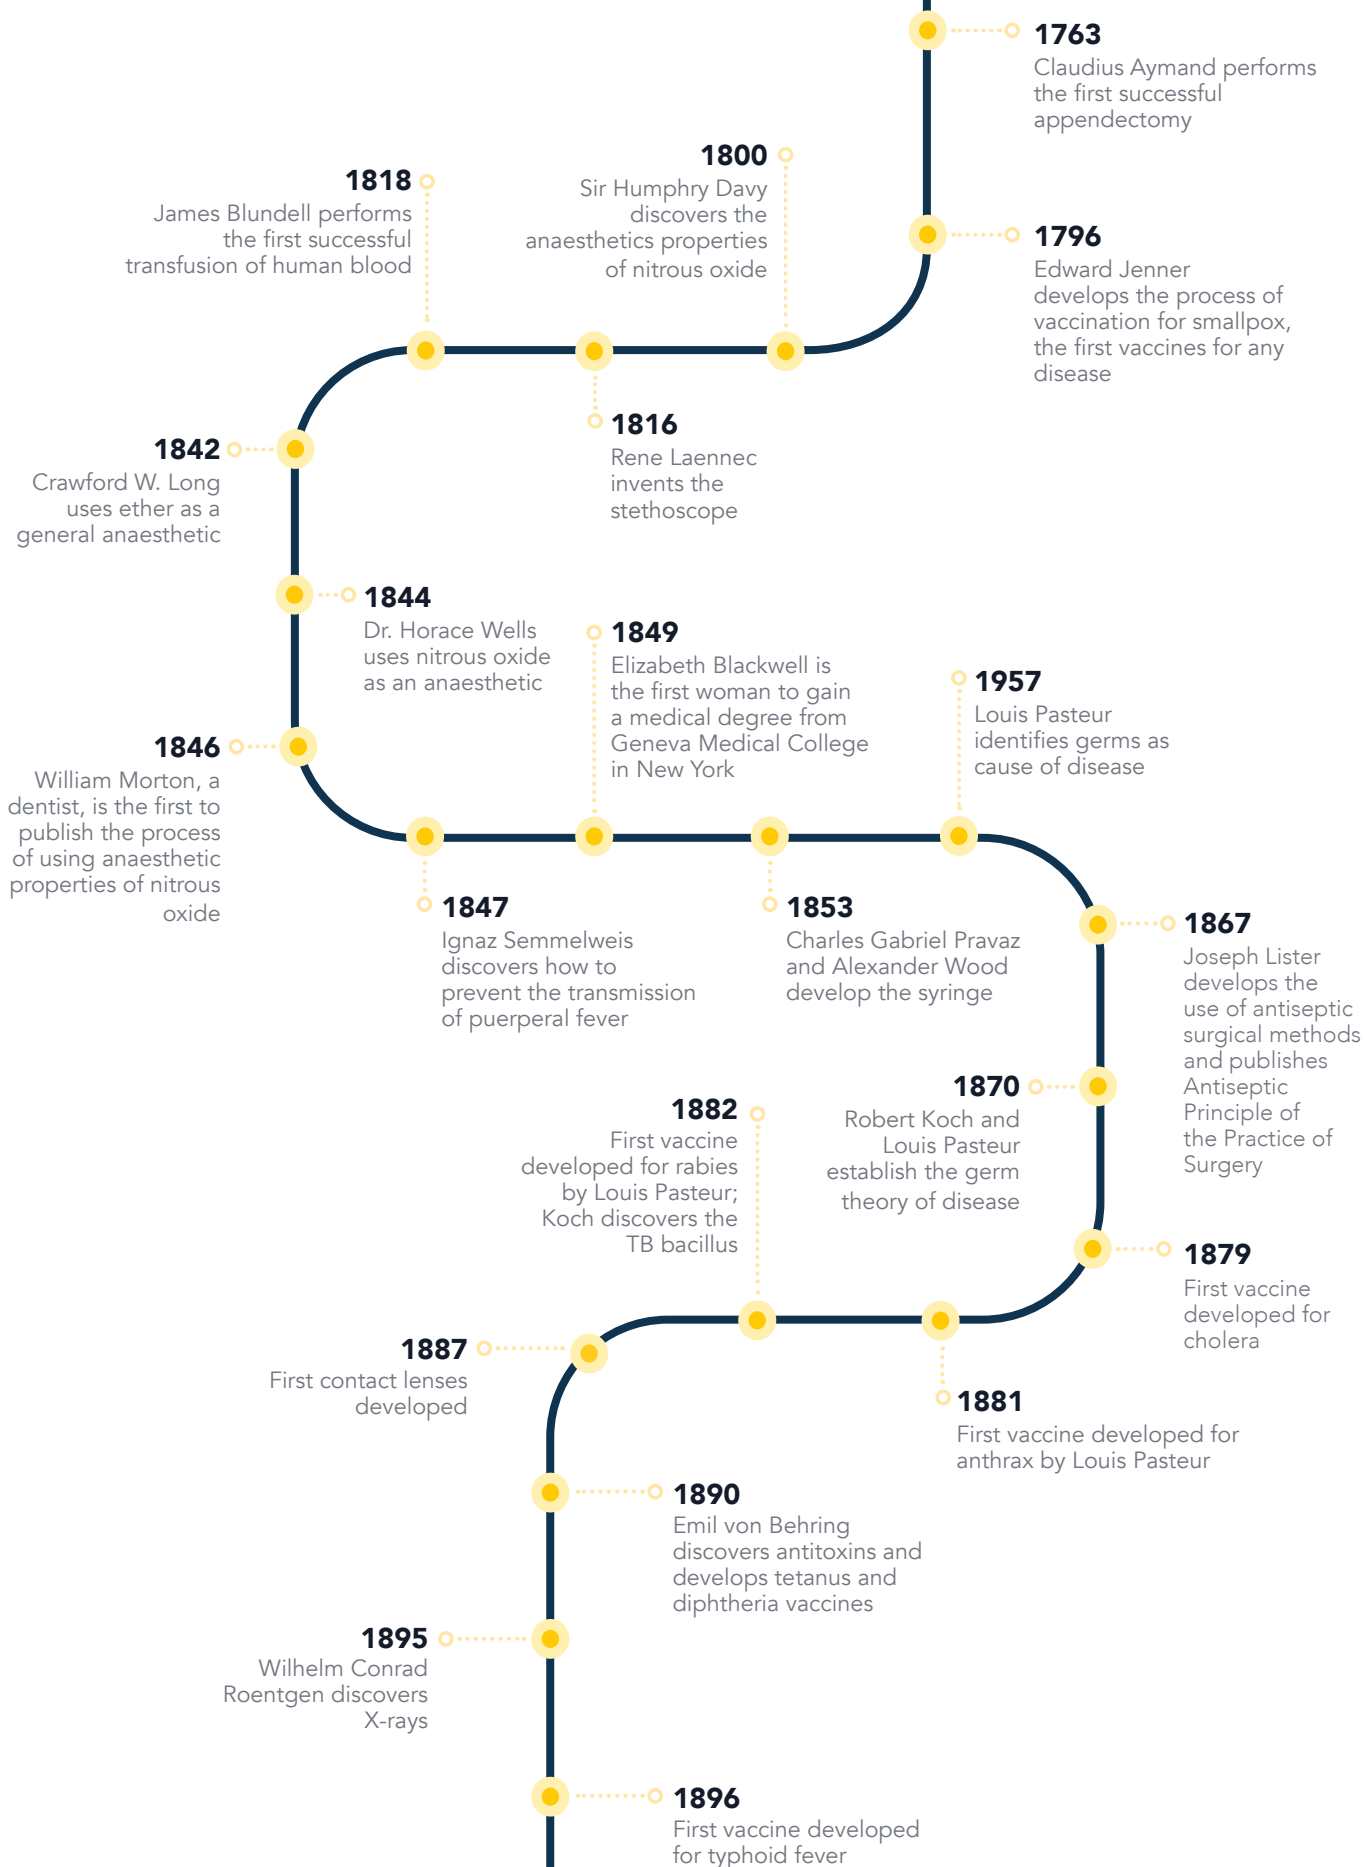 1763
Claudius Aymand performs
the first successful
appendectomy
1796
Edward Jenner
develops the process of
vaccination for smallpox,
the first vaccines for any
disease
1800
Sir Humphry Davy
discovers the
anaesthetics properties
of nitrous oxide
1816
Rene Laennec
invents the
stethoscope
1818
James Blundell performs
the first successful
transfusion of human blood
1842
Crawford W. Long
uses ether as a
general anaesthetic
1844
Dr. Horace Wells
uses nitrous oxide
as an anaesthetic
1846
William Morton, a
dentist, is the first to
publish the process
of using anaesthetic
properties of nitrous
oxide
1847
Ignaz Semmelweis
discovers how to
prevent the transmission
of puerperal fever
1849
Elizabeth Blackwell is
the first woman to gain
a medical degree from
Geneva Medical College
in New York
1853
Charles Gabriel Pravaz
and Alexander Wood
develop the syringe
1957
Louis Pasteur
identifies germs as
cause of disease
1867
Joseph Lister
develops the
use of antiseptic
surgical methods
and publishes
Antiseptic
Principle of
the Practice of
Surgery
1870
Robert Koch and
Louis Pasteur
establish the germ
theory of disease
1879
First vaccine
developed for
cholera
1881
First vaccine developed for
anthrax by Louis Pasteur
1882
First vaccine
developed for rabies
by Louis Pasteur;
Koch discovers the
TB bacillus
1887
First contact lenses
developed
1890
Emil von Behring
discovers antitoxins and
develops tetanus and
diphtheria vaccines
1895
Wilhelm Conrad
Roentgen discovers
X-rays
1896
First vaccine developed
for typhoid fever